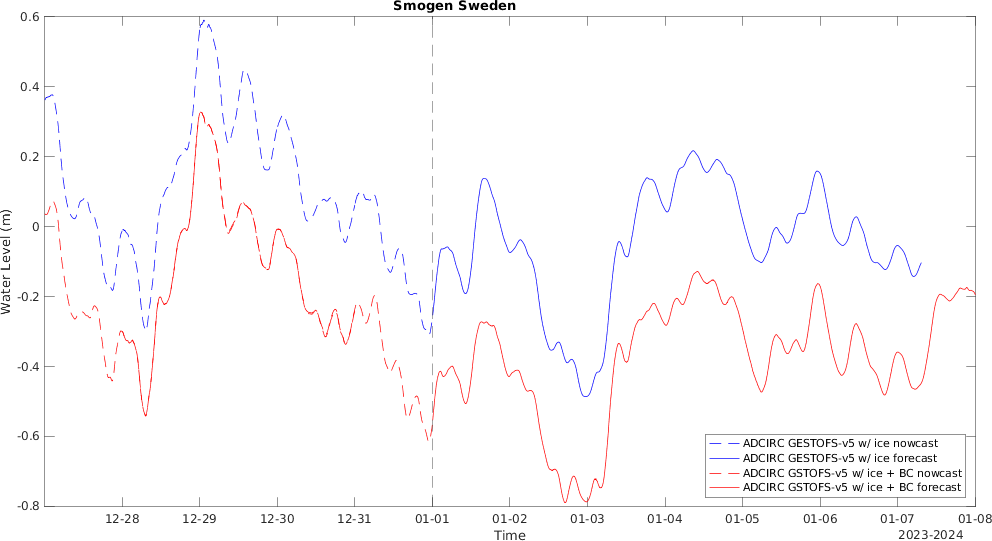 Smogen Sweden
Water Level (m)
0.6
0.4
0.2
0
-0.2
-0.4
-0.6
-0.8
ADCIRC GESTOFS-v5 w/ ice nowcast
ADCIRC GESTOFS-v5 w/ ice forecast
ADCIRC GSTOFS-v5 w/ ice + BC nowcast
ADCIRC GSTOFS-v5 w/ ice + BC forecast
12-28 12-29 12-30 12-31 01-01 01-02 01-03 01-04 01-05 01-06 01-07 01-08
Time
2023-2024